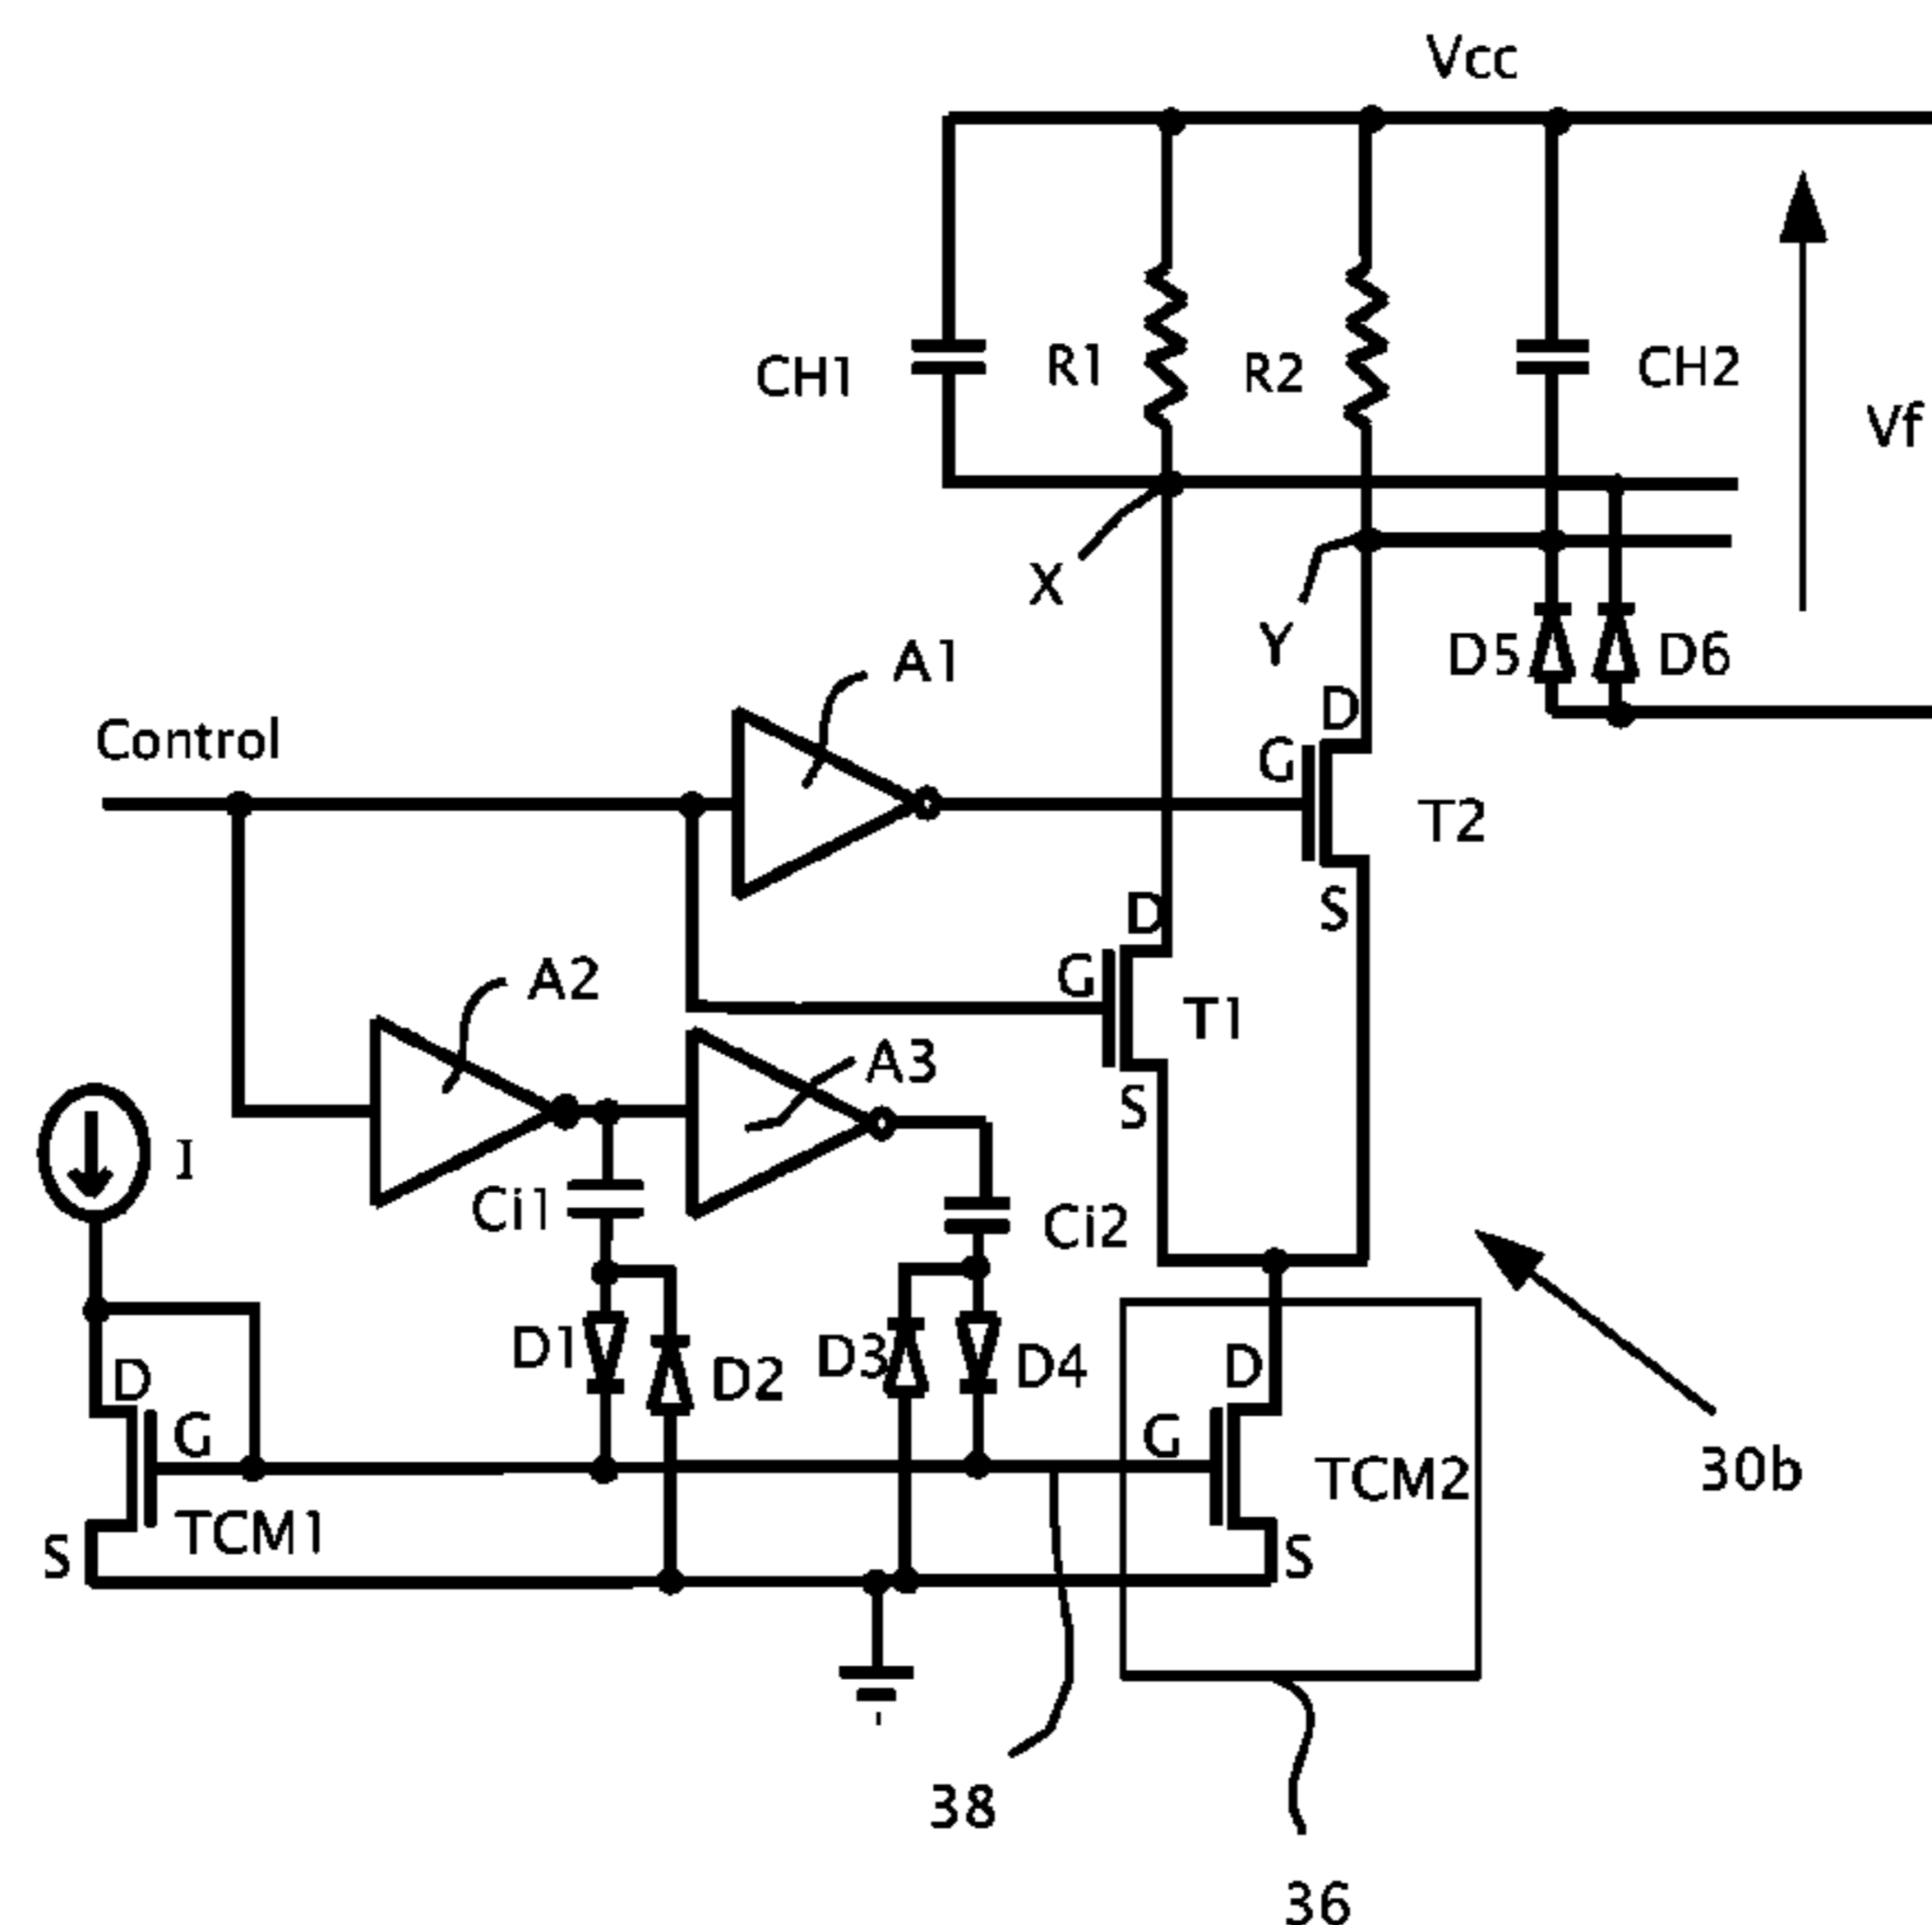 Vcc
CH1
R1
R2
CH2
Vf
X
Y
D5
D6
A1
Control
D
G
T2
S
D
G
T1
S
A2
A3
I
Ci1
Ci2
D1
D2
D3
D4
D
G
TCM1
S
D
G
TCM2
S
30b
38
36